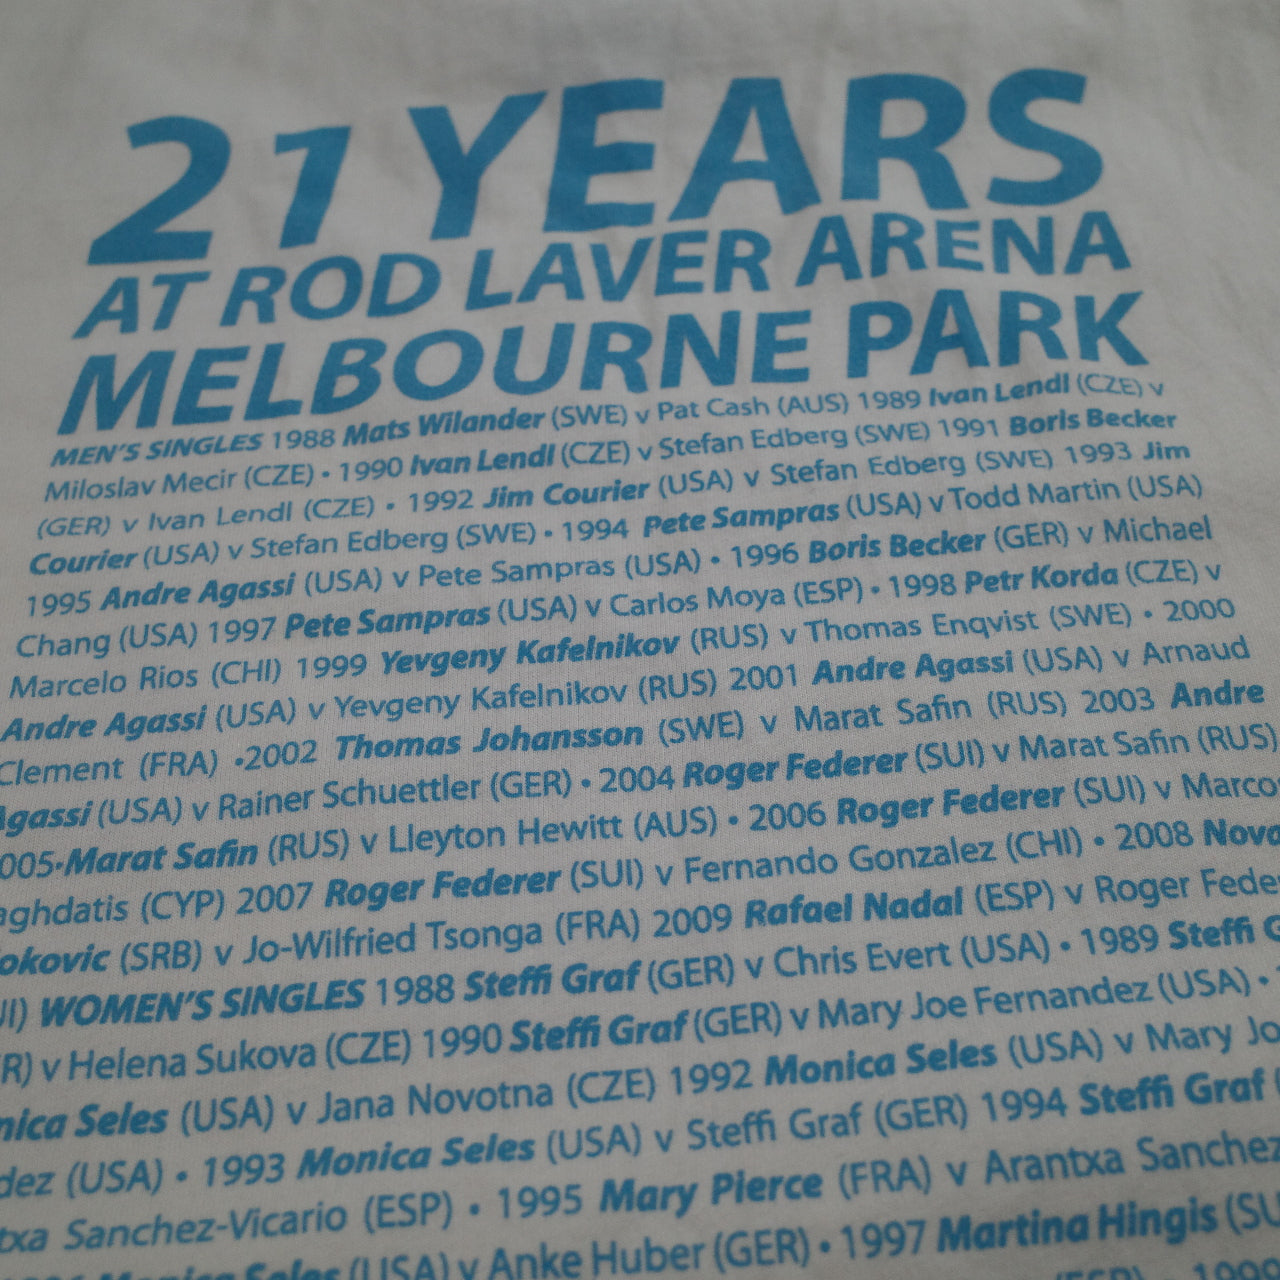 21 YEARS
AT ROD LAVER ARENA
MELBOURNE PARK
MEN'S SINGLES 1988 Mats Wilander (SWE) v Pat Cash (AUS) 1989 Ivan Lendl (CZE) v
Miloslav Mecir (CZE) • 1990 Ivan Lendl (CZE) v Stefan Edberg (SWE) 1991 Boris Becker
(GER) v Ivan Lendl (CZE) • 1992 Jim Courier (USA) v Stefan Edberg (SWE) 1993 Jim
Courier (USA) v Stefan Edberg (SWE) • 1994 Pete Sampras (USA) v Todd Martin (USA)
1995 Andre Agassi (USA) v Pete Sampras (USA) • 1996 Boris Becker (GER) v Michael
Chang (USA) 1997 Pete Sampras (USA) v Carlos Moya (ESP) • 1998 Petr Korda (CZE) v
Marcelo Rios (CHI) 1999 Yevgeny Kafelnikov (RUS) v Thomas Enqvist (SWE) • 2000
Andre Agassi (USA) v Yevgeny Kafelnikov (RUS) 2001 Andre Agassi (USA) v Arnaud
Clement (FRA) •2002 Thomas Johansson (SWE) v Marat Safin (RUS) 2003 Andre
Agassi (USA) v Rainer Schuettler (GER) • 2004 Roger Federer (SUI) v Marat Safin (RUS)
005•Marat Safin (RUS) v Lleyton Hewitt (AUS) • 2006 Roger Federer (SUI) v Marco
aghdatis (CYP) 2007 Roger Federer (SUI) v Fernando Gonzalez (CHI) • 2008 Nova
okovic (SRB) v Jo-Wilfried Tsonga (FRA) 2009 Rafael Nadal (ESP) v Roger Feder
UI) WOMEN'S SINGLES 1988 Steffi Graf (GER) v Chris Evert (USA) • 1989 Steffi G
R) v Helena Sukova (CZE) 1990 Steffi Graf (GER) v Mary Joe Fernandez (USA) •
nica Seles (USA) v Jana Novotna (CZE) 1992 Monica Seles (USA) v Mary Jo
dez (USA) • 1993 Monica Seles (USA) v Steffi Graf (GER) 1994 Steffi Graf (
txa Sanchez-Vicario (ESP) • 1995 Mary Pierce (FRA) v Arantxa Sanchez
Monica Seles (USA) v Anke Huber (GER) • 1997 Martina Hingis (SU
(ESP) •